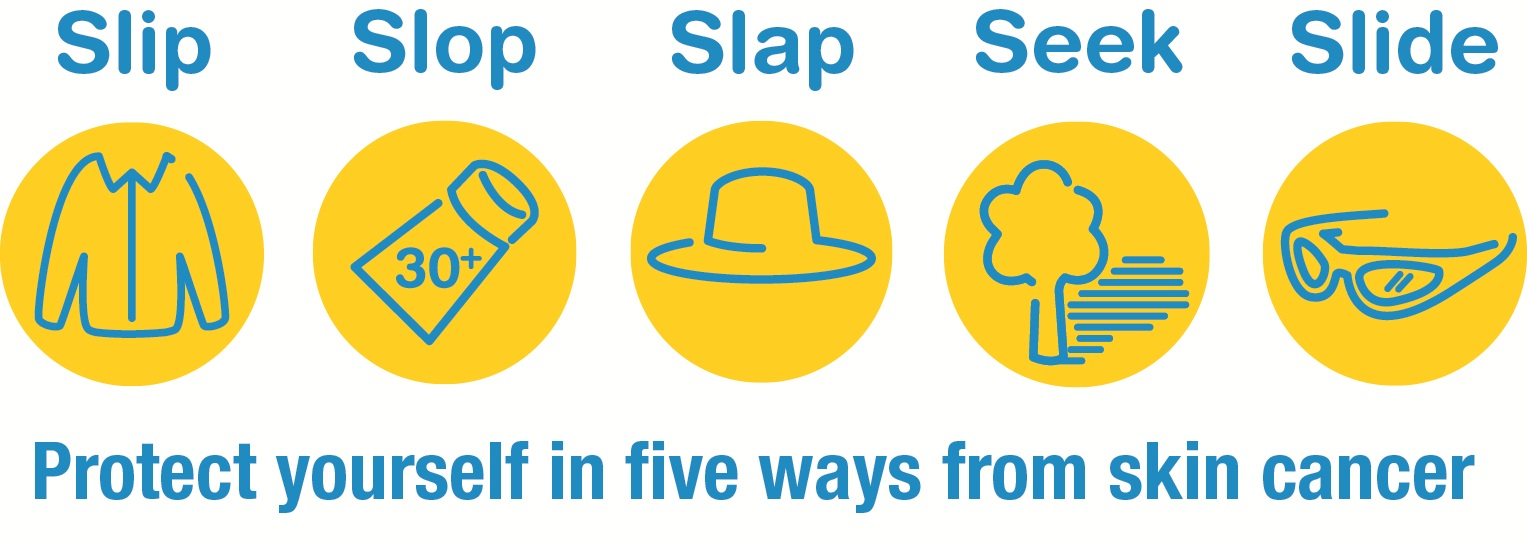 Slip Slop Slap Seek Slide
30+
Protect yourself in five ways from skin cancer